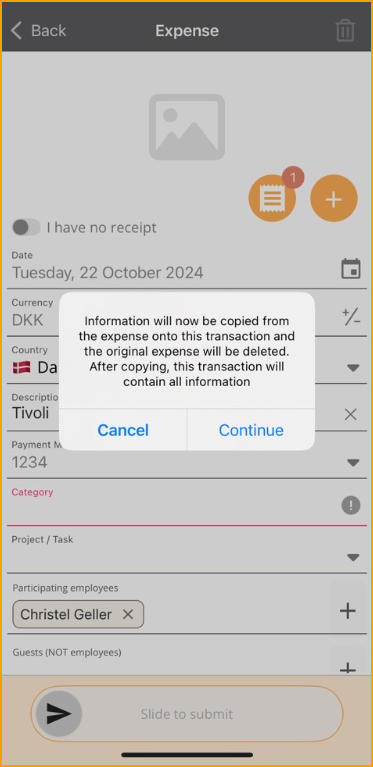 Back
Expense
1
I have no receipt
Date
Tuesday, 22 October 2024
Currency
DKK
Country
Da
Information will now be copied from
the expense onto this transaction and
the original expense will be deleted.
After copying, this transaction will
contain all information
Cancel
Continue
Descriptio
Tivoli
Payment M
1234
Category
Project / Task
Participating employees
Christel Geller
Guests (NOT employees)
Slide to submit